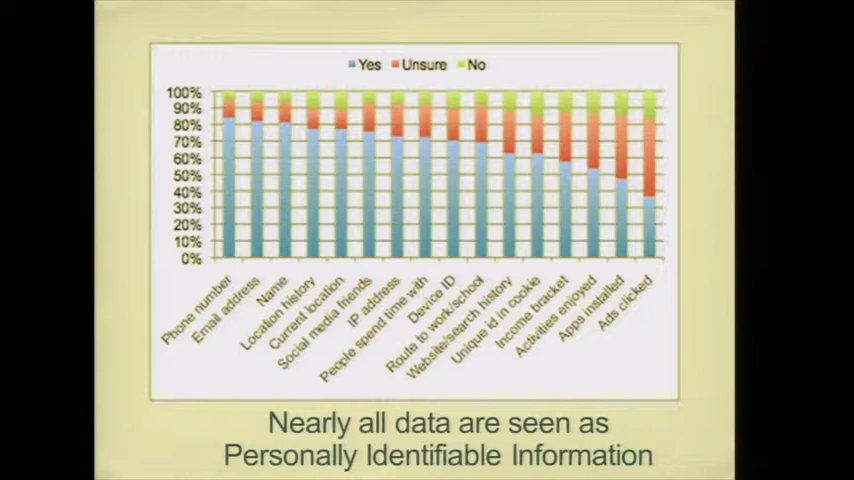 Yes Unsure No
100%
90%
80%
70%
60%
50%
40%
30%
20%
10%
0%
Phone number
Email address
Name
Location history
Current location
Social media friends
IP address
People spend time with
Device ID
Route to work/school
Website/search history
Unique id in cookie
Income bracket
Activities enjoyed
Apps installed
Ads clicked
Nearly all data are seen as
Personally Identifiable Information